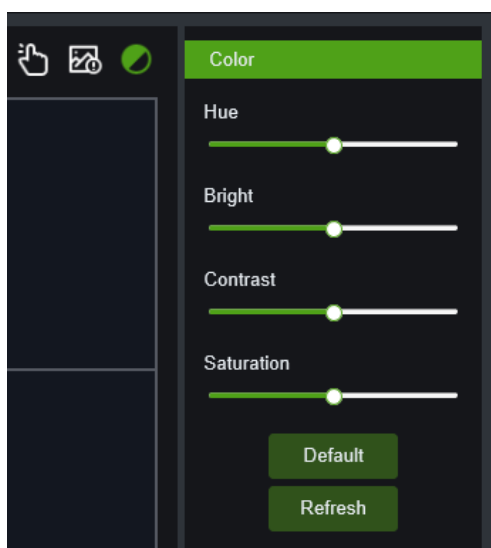 Color
Hue
Bright
Contrast
Saturation
Default
Refresh